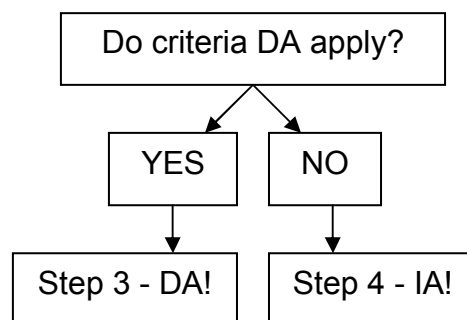 Do criteria DA apply?
YES
NO
Step 3 - DA!
Step 4 - IA!